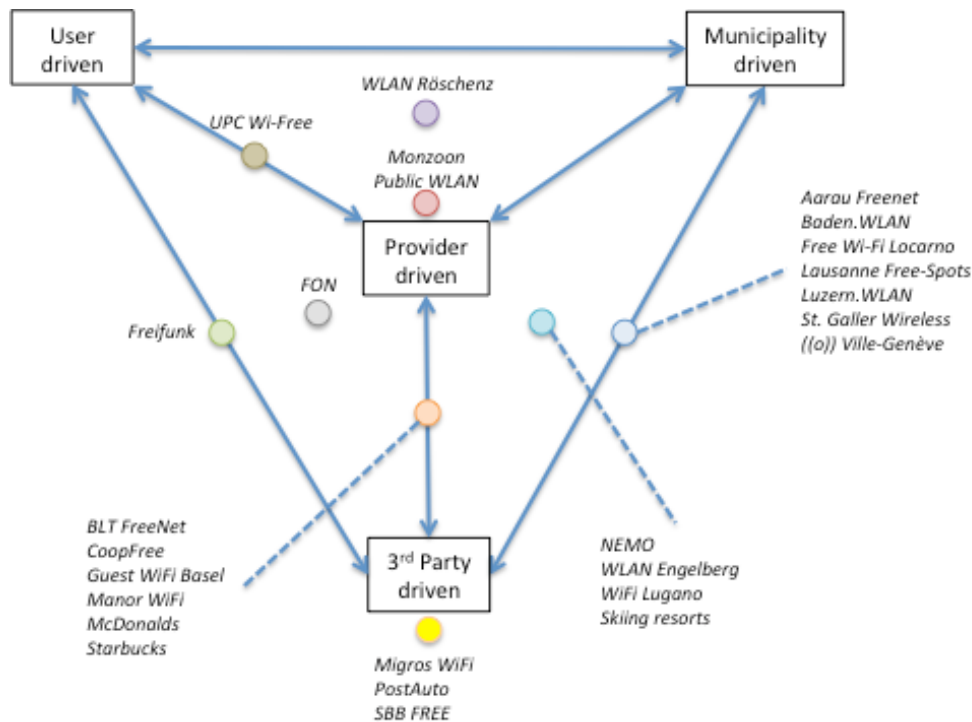 User
driven
Municipality
driven
WLAN Röschenz
UPC Wi-Free
Monzoon
Public WLAN
Provider
driven
Aarau Freenet
Baden.WLAN
Free Wi-Fi Locarno
Lausanne Free-Spots
Luzern.WLAN
St. Galler Wireless
((o)) Ville-Genève
FON
Freifunk
BLT FreeNet
CoopFree
Guest WiFi Basel
Manor WiFi
McDonalds
Starbucks
3rd Party
driven
NEMO
WLAN Engelberg
WiFi Lugano
Skiing resorts
Migros WiFi
PostAuto
SBB FREE